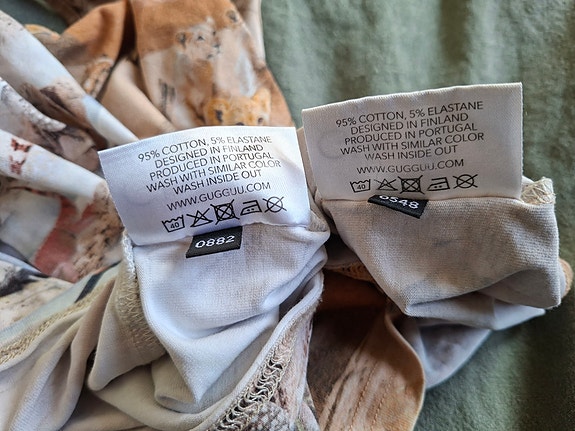 95% COTTON, 5% ELASTANE
DESIGNED IN FINLAND
PRODUCED IN PORTUGAL
WASH WITH SIMILAR COLOR
WASH INSIDE OUT
WWW.GUGGUU.COM
40
0882
95% COTTON, 5% ELASTANE
DESIGNED IN FINLAND
PRODUCED IN PORTUGAL
WASH WITH SIMILAR COLOR
WASH INSIDE OUT
WWW.GUGGUU.COM
40
0548